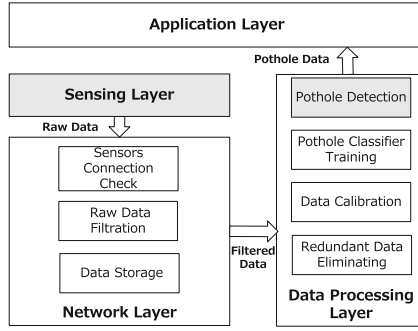 Application Layer
Pothole Data
Sensing Layer
Raw Data
Sensors
Connection
Check
Raw Data
Filtration
Data Storage
Network Layer
Filtered
Data
Pothole Detection
Pothole Classifier
Training
Data Calibration
Redundant Data
Eliminating
Data Processing
Layer